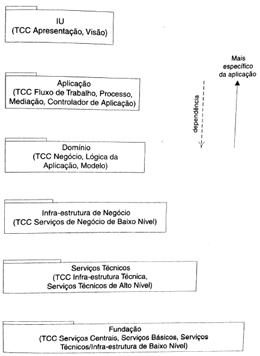 IU
(TCC Apresentação, Visão)
Aplicação
(TCC Fluxo de Trabalho, Processo,
Mediação, Controlador de Aplicação)
Mais
específico
da aplicação
dependência
Domínio
(TCC Negócio, Lógica da
Aplicação, Modelo)
Infra-estrutura de Negócio
(TCC Serviços de Negócio de Baixo Nível)
Serviços Técnicos
(TCC Infra-estrutura Técnica,
Serviços Técnicos de Alto Nível)
Fundação
(TCC Serviços Centrais, Serviços Básicos, Serviços
Técnicos/Infra-estrutura de Baixo Nível)